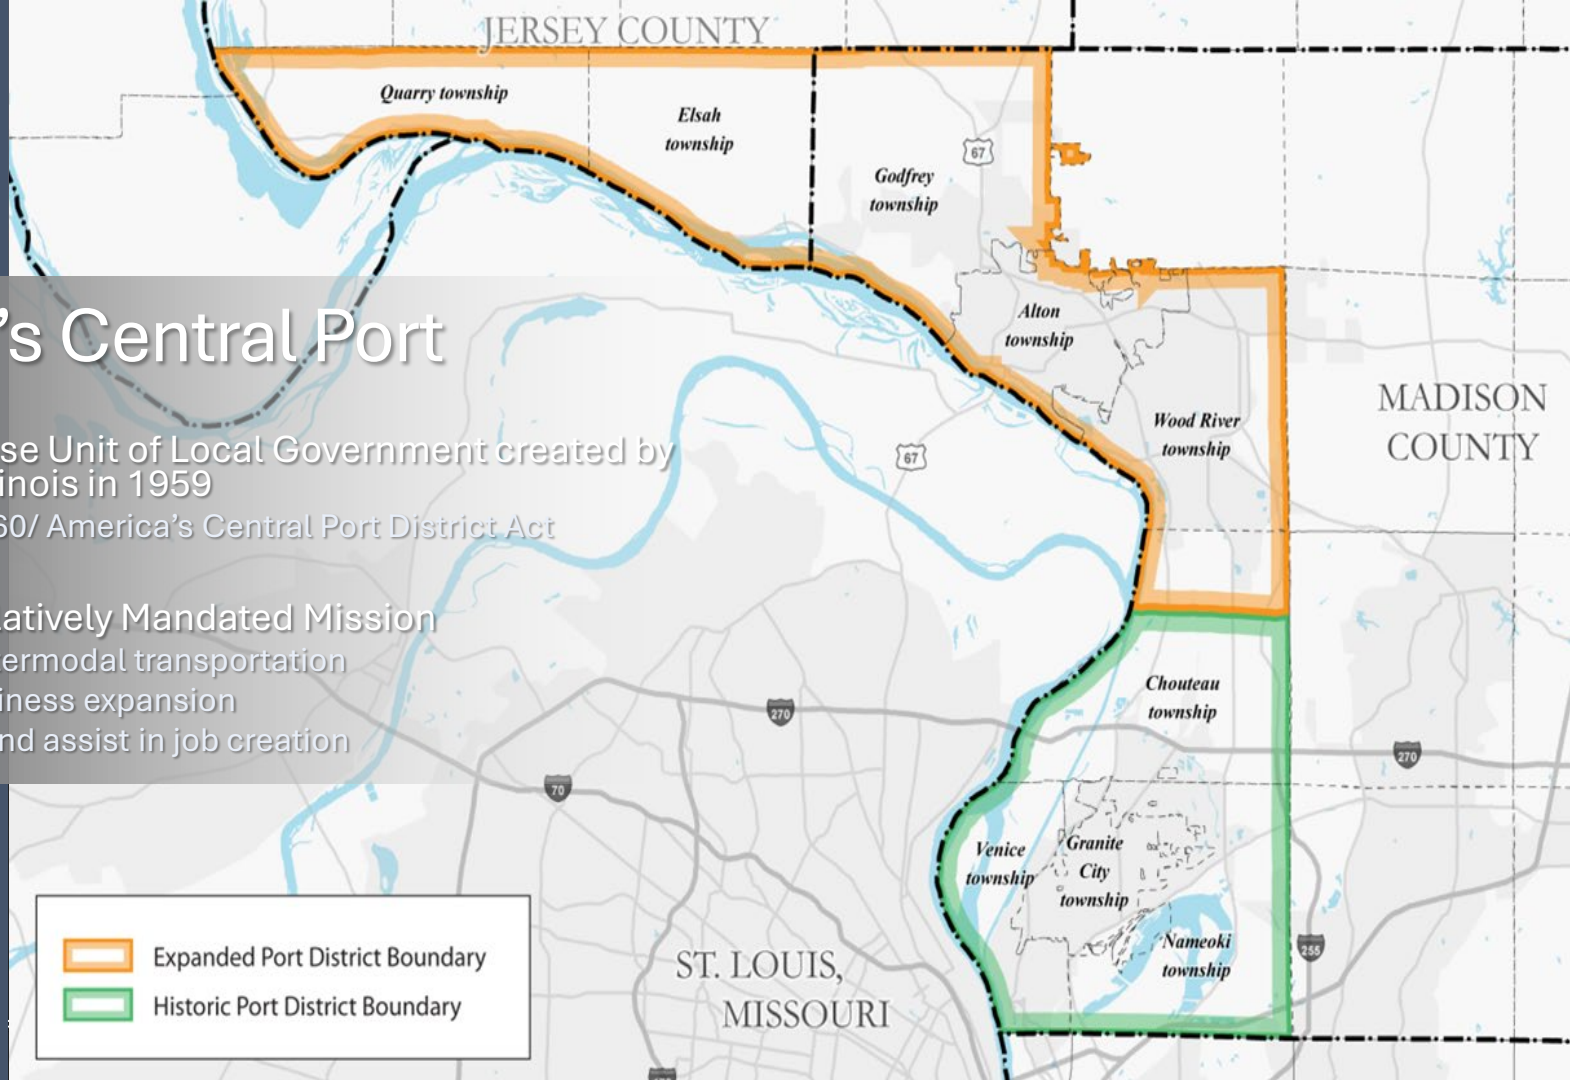 JERSEY COUNTY
Quarry township
Elsah
township
67
Godfrey
township
Alton
township
’s Central Port
MADISON
COUNTY
Wood River
township
67
se Unit of Local Government created by
inois in 1959
60/ America’s Central Port District Act
atively Mandated Mission
ermodal transportation
iness expansion
nd assist in job creation
Chouteau
township
270
270
70
Venice
township
Granite
City
township
Nameoki
township
255
ST. LOUIS,
MISSOURI
Expanded Port District Boundary
Historic Port District Boundary